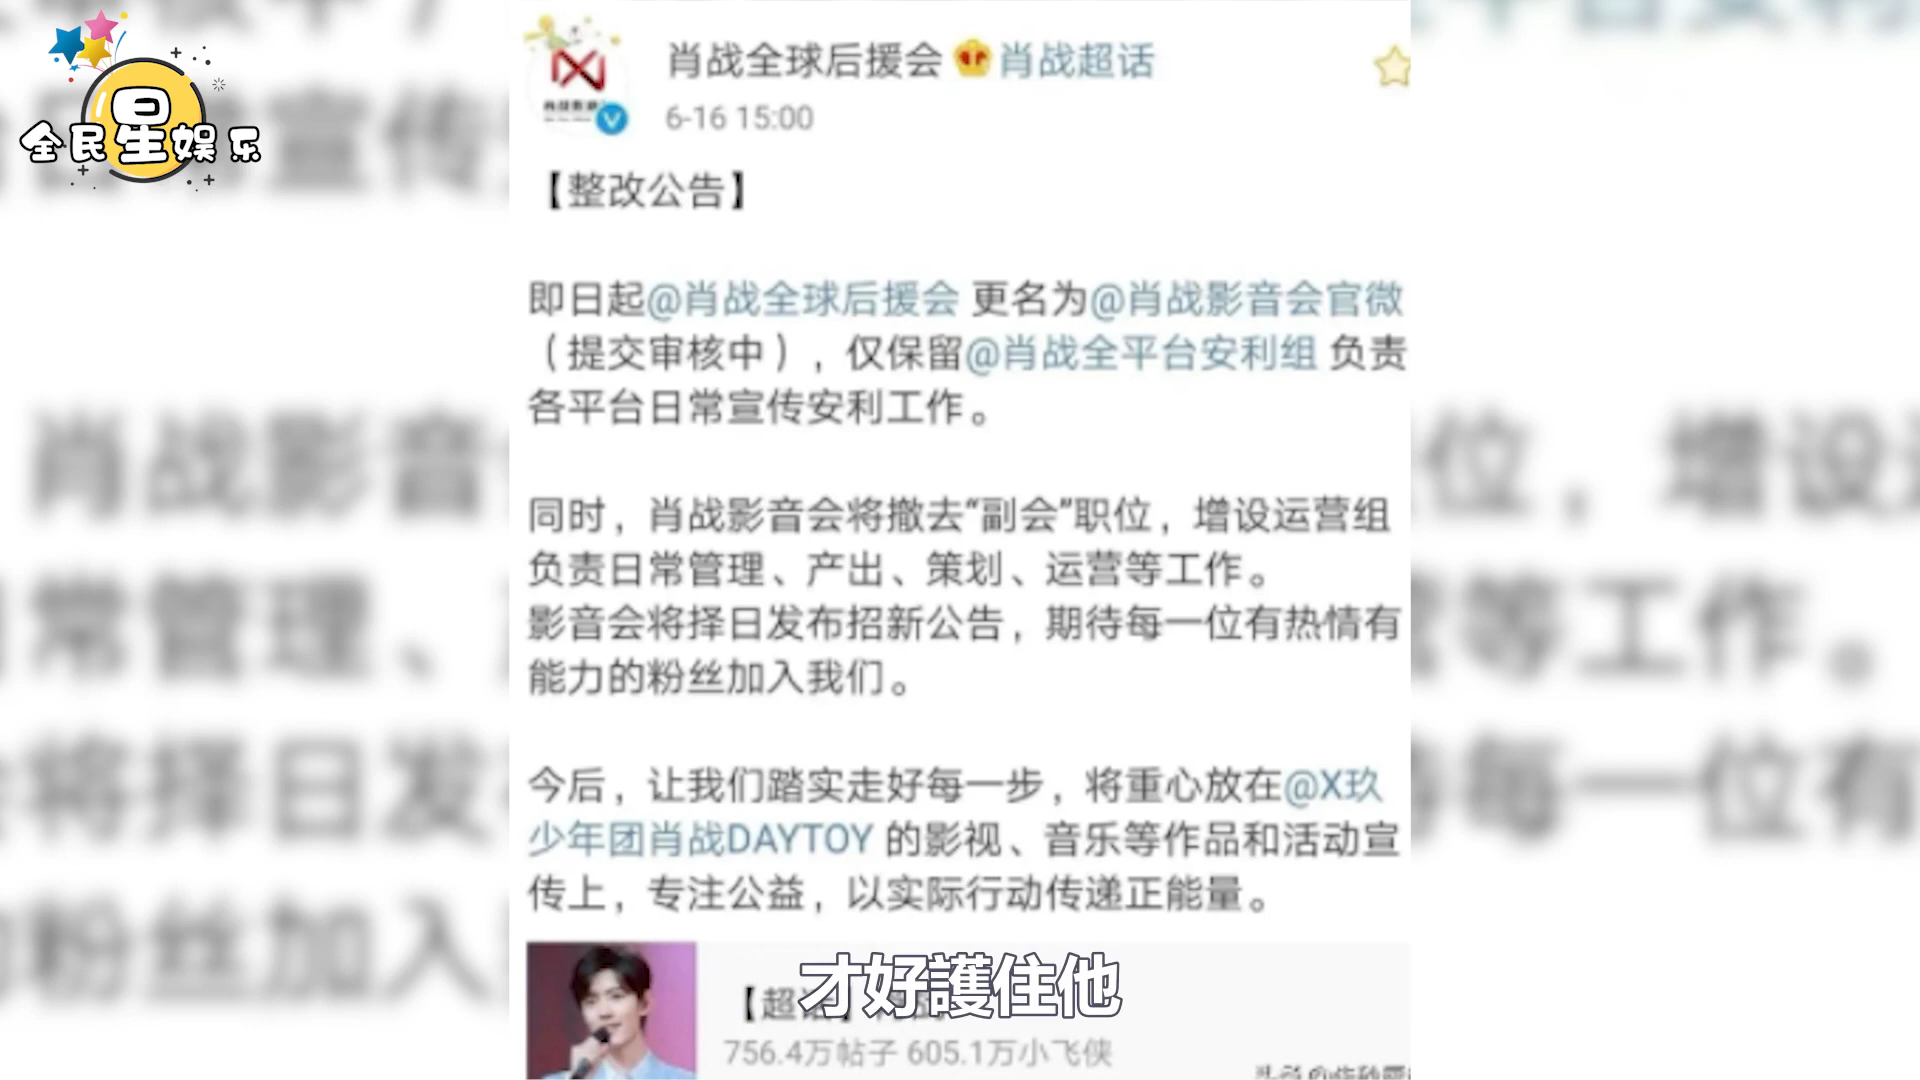 全民星娱乐
肖战全球后援会 肖战超话
6-16 15:00
【整改公告】
即日起@肖战全球后援会 更名为@肖战影音会官微
（提交审核中），仅保留@肖战全平台安利组 负责
各平台日常宣传安利工作。
同时，肖战影音会将撤去“副会”职位，增设运营组
负责日常管理、产出、策划、运营等工作。
影音会将择日发布招新公告，期待每一位有热情有
能力的粉丝加入我们。
今后，让我们踏实走好每一步，将重心放在@X玖
少年团肖战DAYTOY 的影视、音乐等作品和活动宣
传上，专注公益，以实际行动传递正能量。
才好護住他
【超话】
756.4万帖子 605.1万小飞侠